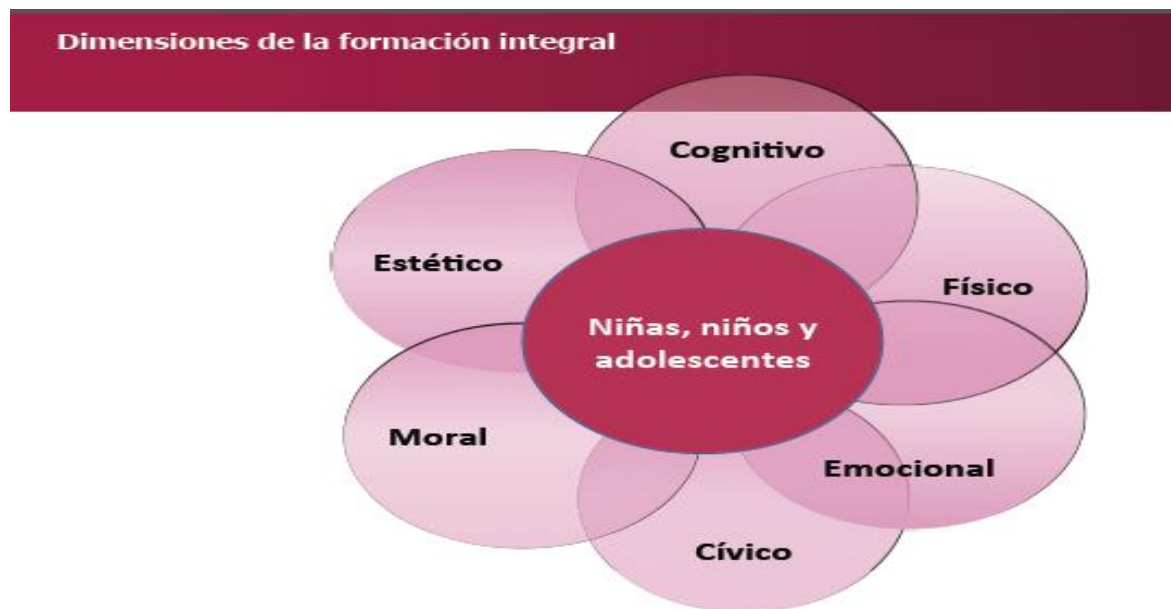 Dimensiones de la formación integral
Cognitivo
Estético
Físico
Niñas, niños y
adolescentes
Moral
Emocional
Cívico